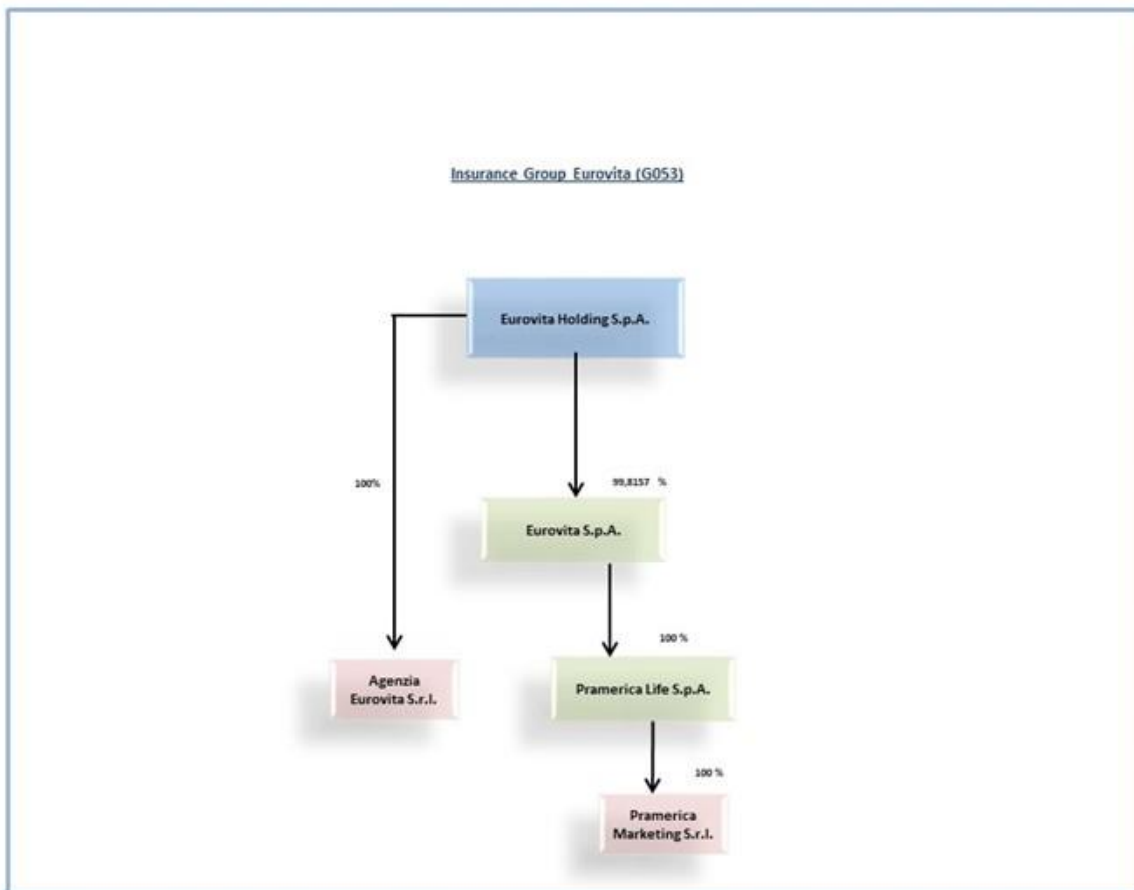 Insurance Group Eurovita (G053)
Eurovita Holding S.p.A.
100%
99,8157 %
Eurovita S.p.A.
100 %
Agenzia
Eurovita S.r.l.
Pramerica Life S.p.A.
100 %
Pramerica
Marketing S.r.l.